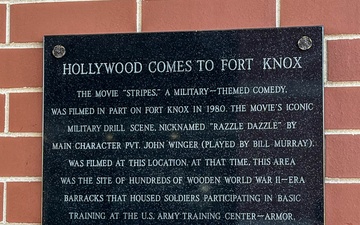 HOLLYWOOD COMES TO FORT KNOX
THE MOVIE "STRIPES," A MILITARY-THEMED COMEDY,
WAS FILMED IN PART ON FORT KNOX IN 1980. THE MOVIE'S ICONIC
MILITARY DRILL SCENE, NICKNAMED "RAZZLE DAZZLE" BY
MAIN CHARACTER PVT. JOHN WINGER (PLAYED BY BILL MURRAY),
WAS FILMED AT THIS LOCATION. AT THAT TIME, THIS AREA
WAS THE SITE OF HUNDREDS OF WOODEN WORLD WAR II-ERA
BARRACKS THAT HOUSED SOLDIERS PARTICIPATING IN BASIC
TRAINING AT THE U.S. ARMY TRAINING CENTER-ARMOR.